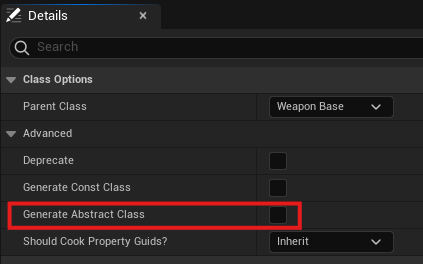 Details
Search
Class Options
Parent Class Weapon Base
Advanced
Deprecate
Generate Const Class
Generate Abstract Class
Should Cook Property Guids? Inherit